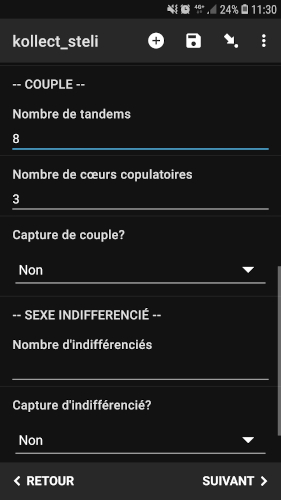 24% 11:30
kollect_steli
-- COUPLE --
Nombre de tandems
8
Nombre de cœurs copulatoires
3
Capture de couple?
Non
-- SEXE INDIFFERENCIÉ --
Nombre d'indifférenciés
Capture d'indifférencié?
Non
RETOUR SUIVANT